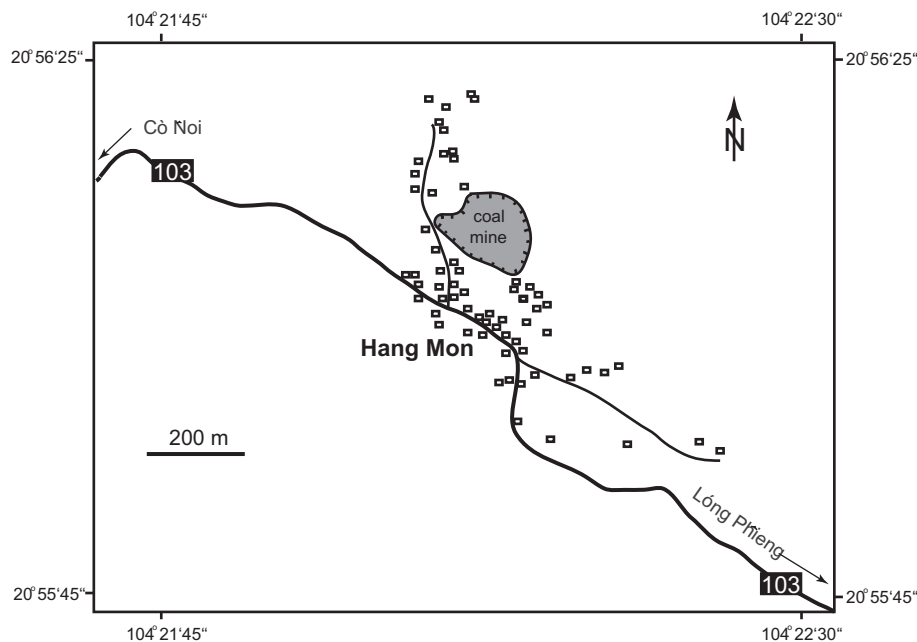 104°21‘45“ 104°22‘30“
20°56‘25“ 20°56‘25“
Cò Noi
N
103
coal
mine
Hang Mon
200 m
Lóng Phieng
103
20°55‘45“ 20°55‘45“
104°21‘45“ 104°22‘30“